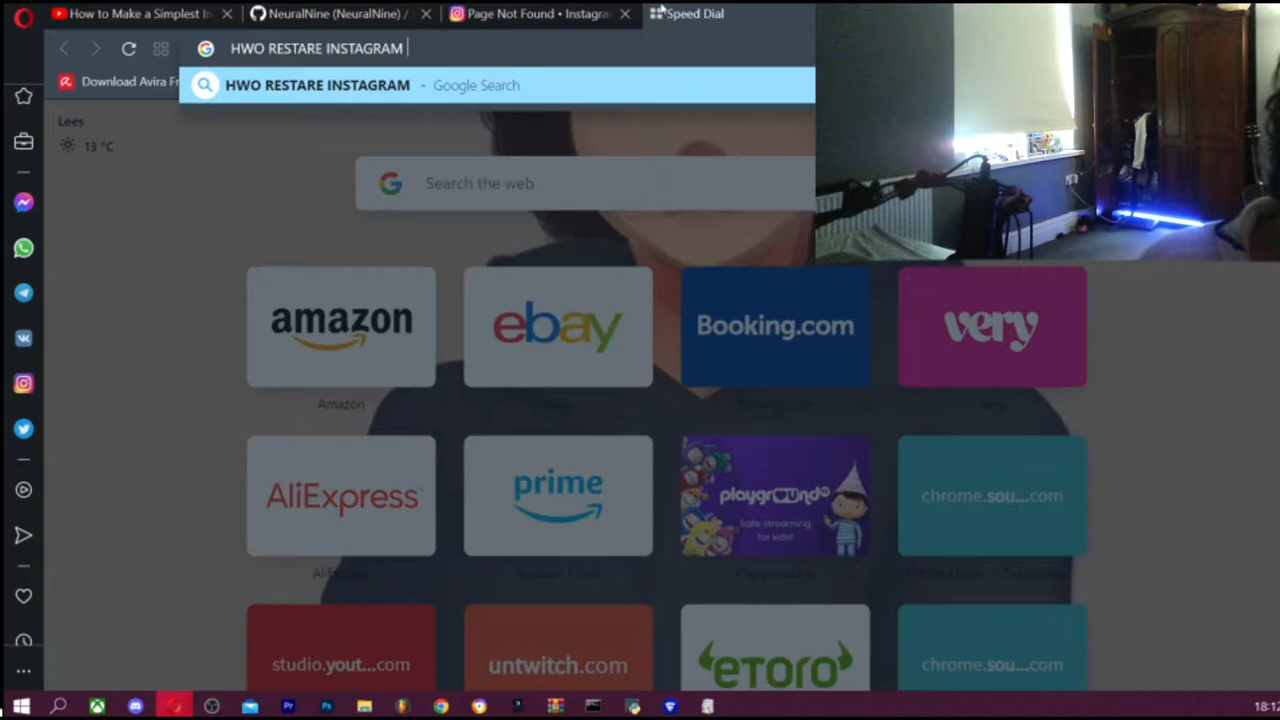 How to Make a Simplest In
NeuralNine (NeuralNine) /
Page Not Found • Instagra
Speed Dial
HWO RESTARE INSTAGRAM
Download Avira Fr
HWO RESTARE INSTAGRAM - Google Search
Lees
13 °C
Search the web
amazon
ebay
Booking.com
very
Amazon
AliExpress
prime
playground
Safe streaming
for kids!
chrome.sou...com
studio.yout...com
untwitch.com
eToro
chrome.sou...com
18:12